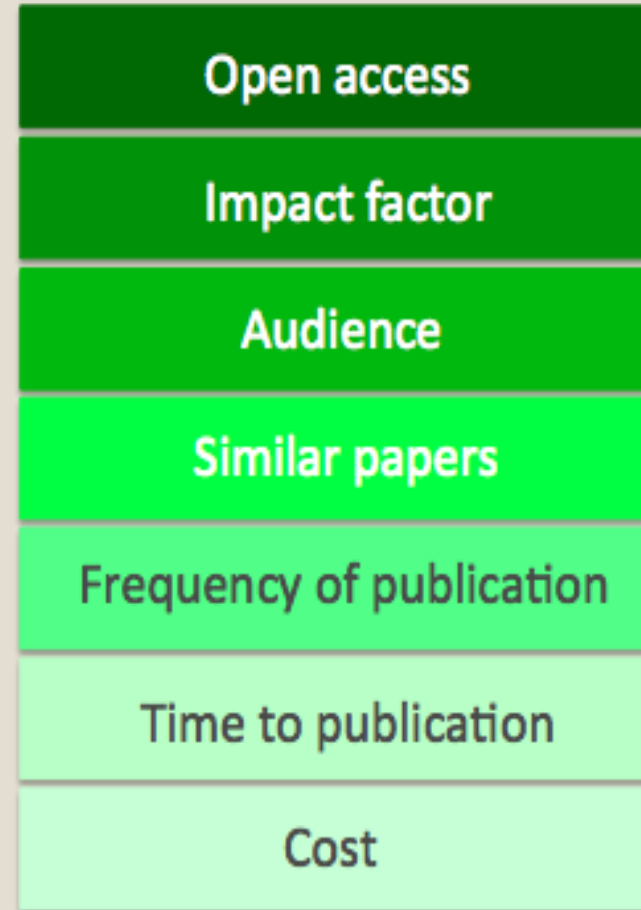 Open access
Impact factor
Audience
Similar papers
Frequency of publication
Time to publication
Cost